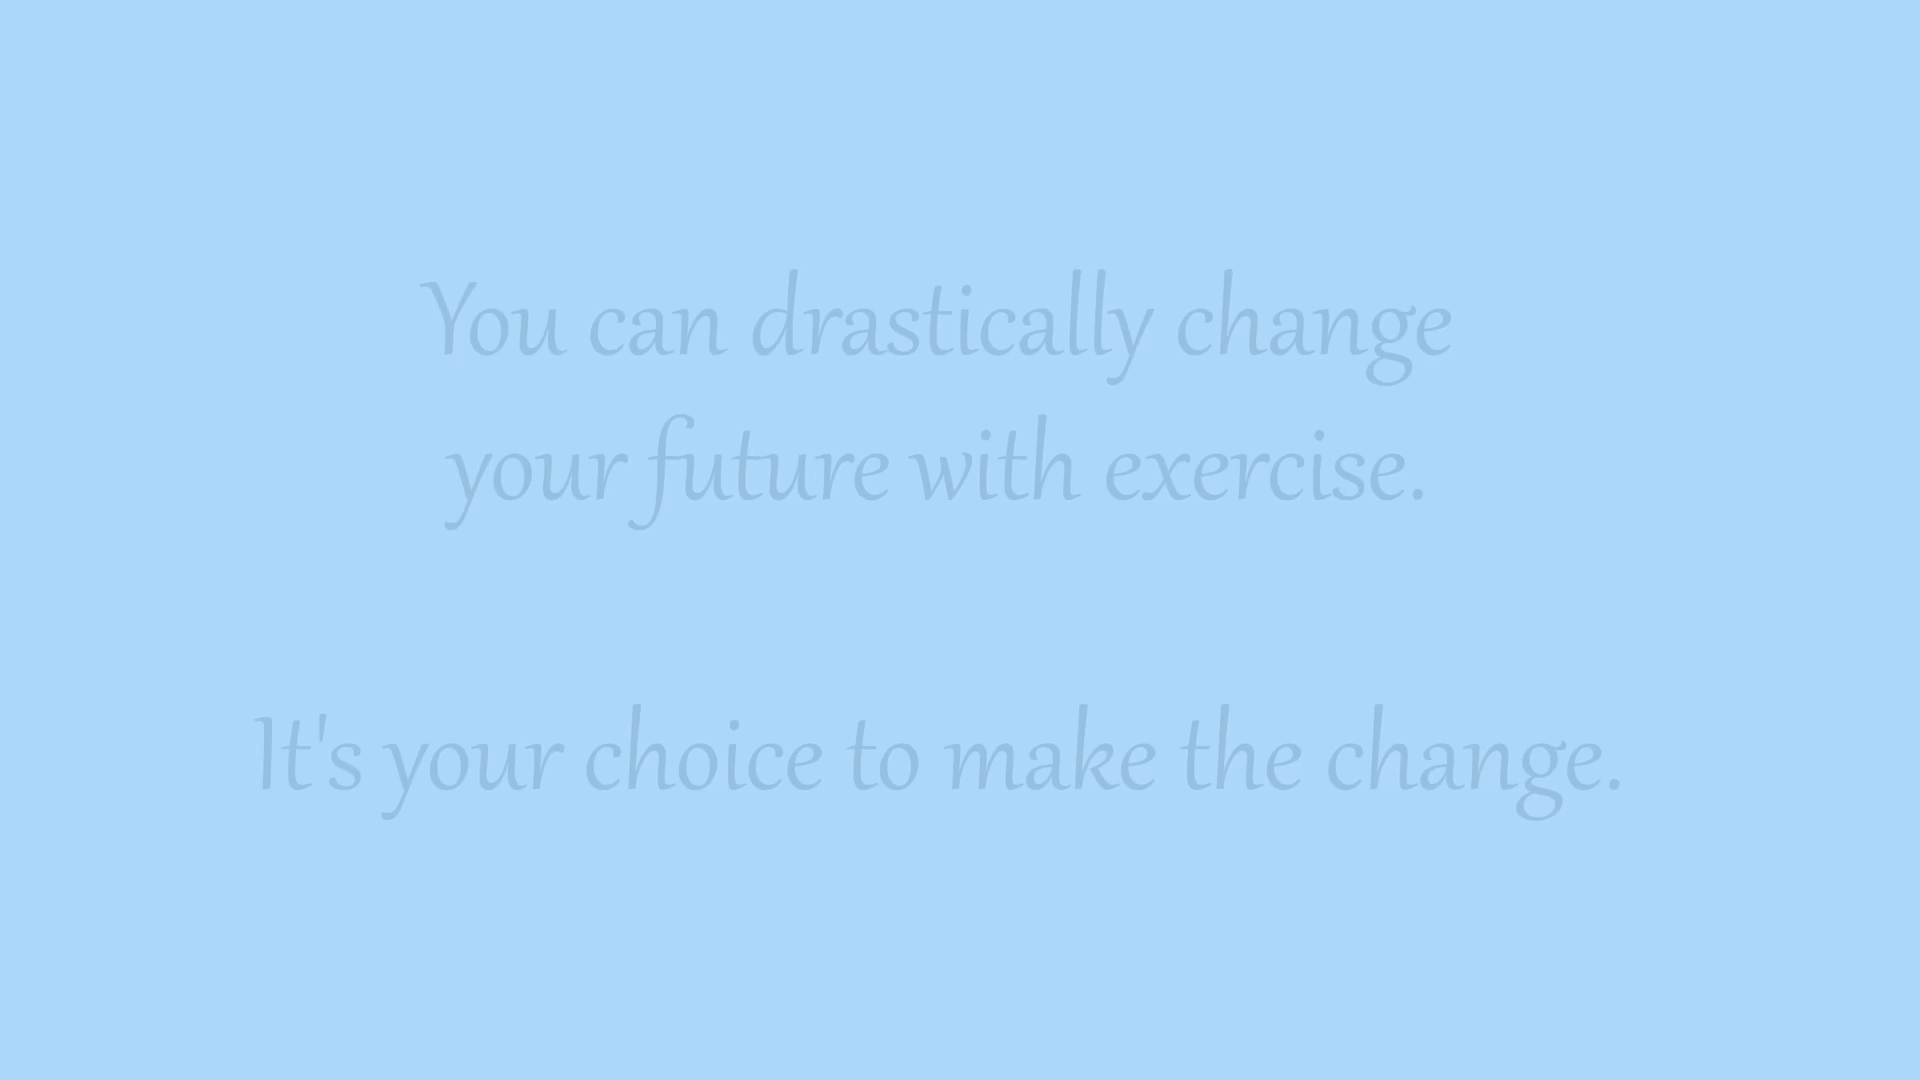 You can drastically change
your future with exercise.
It's your choice to make the change.